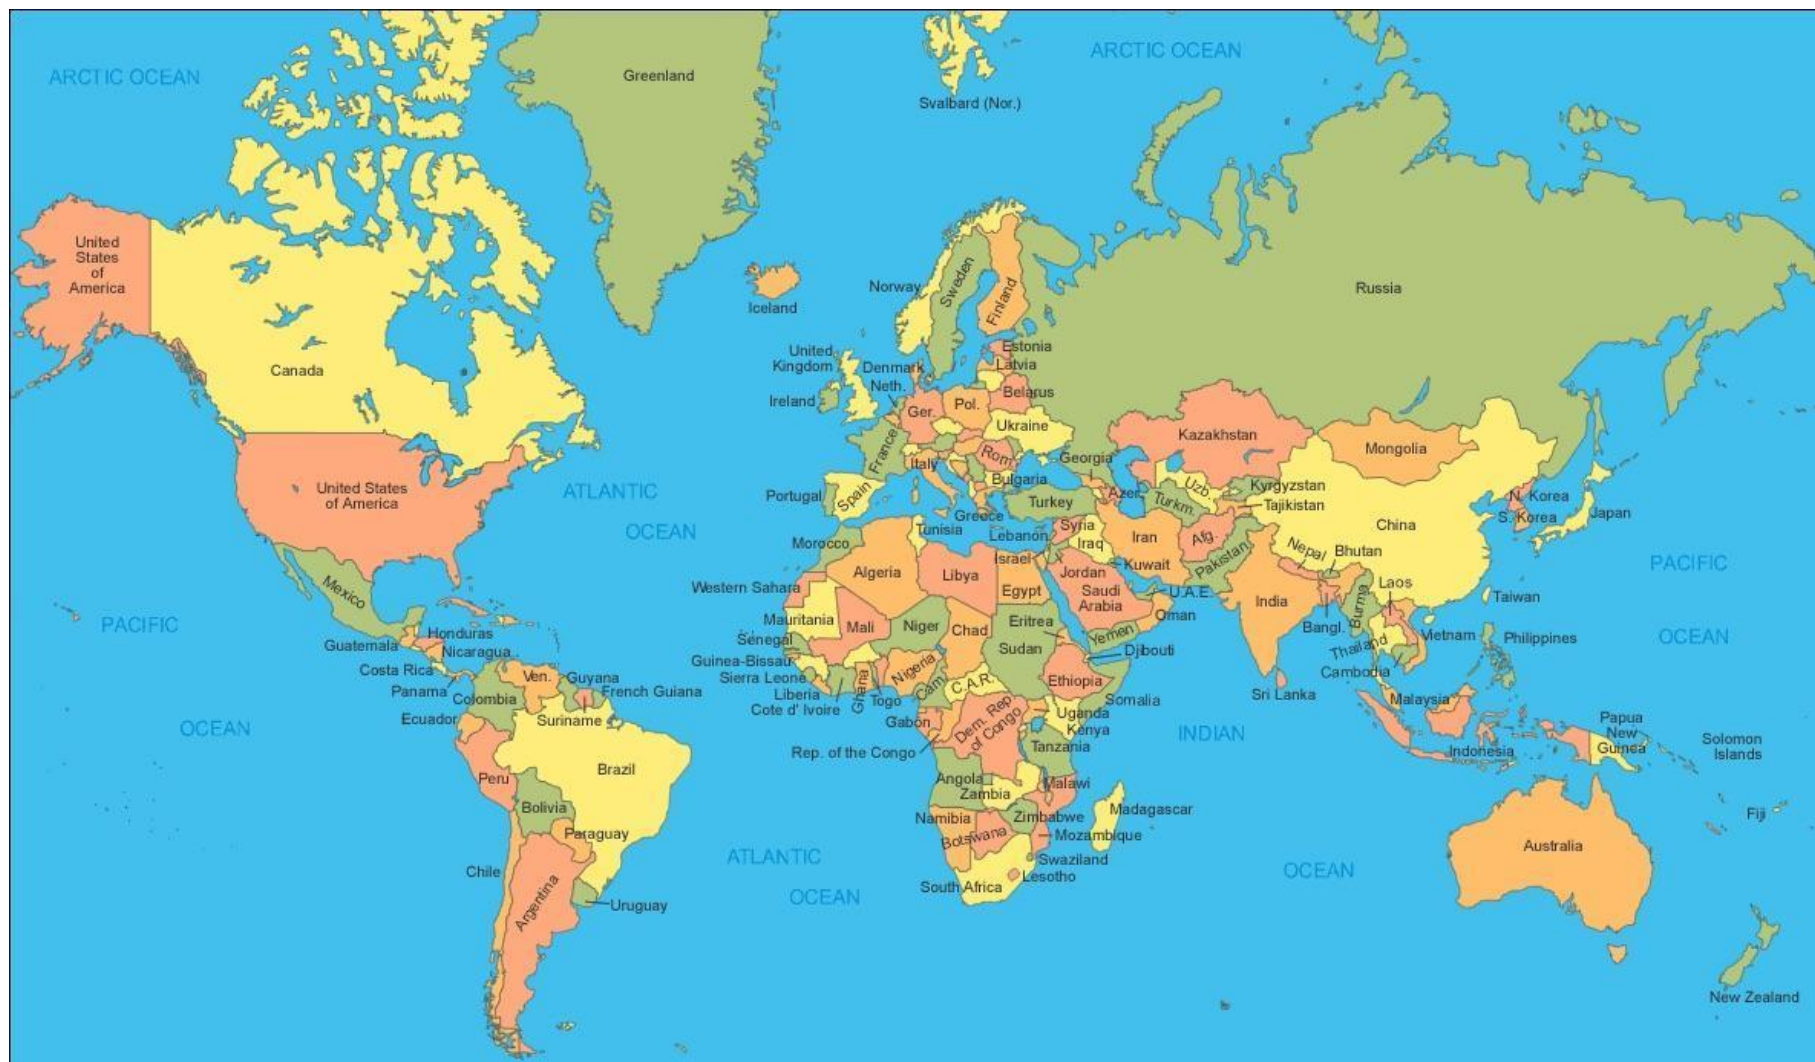 ARCTIC OCEAN
Greenland
Svalbard (Nor.)
ARCTIC OCEAN
United
States
of
America
Canada
United States
of America
Mexico
Guatemala
Honduras
Nicaragua
Costa Rica
Panama
Iceland
Norway
Sweden
Finland
Russia
United
Kingdom
Ireland
Denmark
Neth.
Estonia
Latvia
Belarus
Ger.
Pol.
Ukraine
France
Italy
Rom.
Bulgaria
Portugal
Spain
Greece
Georgia
Azer.
Turkey
Kazakhstan
Mongolia
Uzb.
Turkm.
Kyrgyzstan
Tajikistan
China
N. Korea
S. Korea
Japan
ATLANTIC
OCEAN
PACIFIC
OCEAN
PACIFIC
OCEAN
Morocco
Tunisia
Lebanon
Syria
Iraq
Iran
Afg.
Pakistan
Nepal
Bhutan
Israel
Jordan
Kuwait
Saudi
Arabia
U.A.E.
Oman
Yemen
India
Bangl.
Burma
Laos
Taiwan
Thailand
Vietnam
Cambodia
Philippines
Sri Lanka
Malaysia
Indonesia
Papua
New
Guinea
Solomon
Islands
Fiji
Western Sahara
Algeria
Libya
Egypt
Mauritania
Mali
Niger
Chad
Sudan
Eritrea
Djibouti
Senegal
Guinea-Bissau
Sierra Leone
Liberia
Cote d' Ivoire
Ghana
Togo
Nigeria
Cam.
C.A.R.
Ethiopia
Somalia
Gabon
Rep. of the Congo
Dem. Rep.
of Congo
Uganda
Kenya
Tanzania
Angola
Zambia
Malawi
Namibia
Botswana
Zimbabwe
Mozambique
Madagascar
Swaziland
Lesotho
South Africa
Ven.
Guyana
French Guiana
Suriname
Colombia
Ecuador
Peru
Brazil
Bolivia
Paraguay
Chile
Argentina
Uruguay
ATLANTIC
OCEAN
INDIAN
OCEAN
Australia
New Zealand